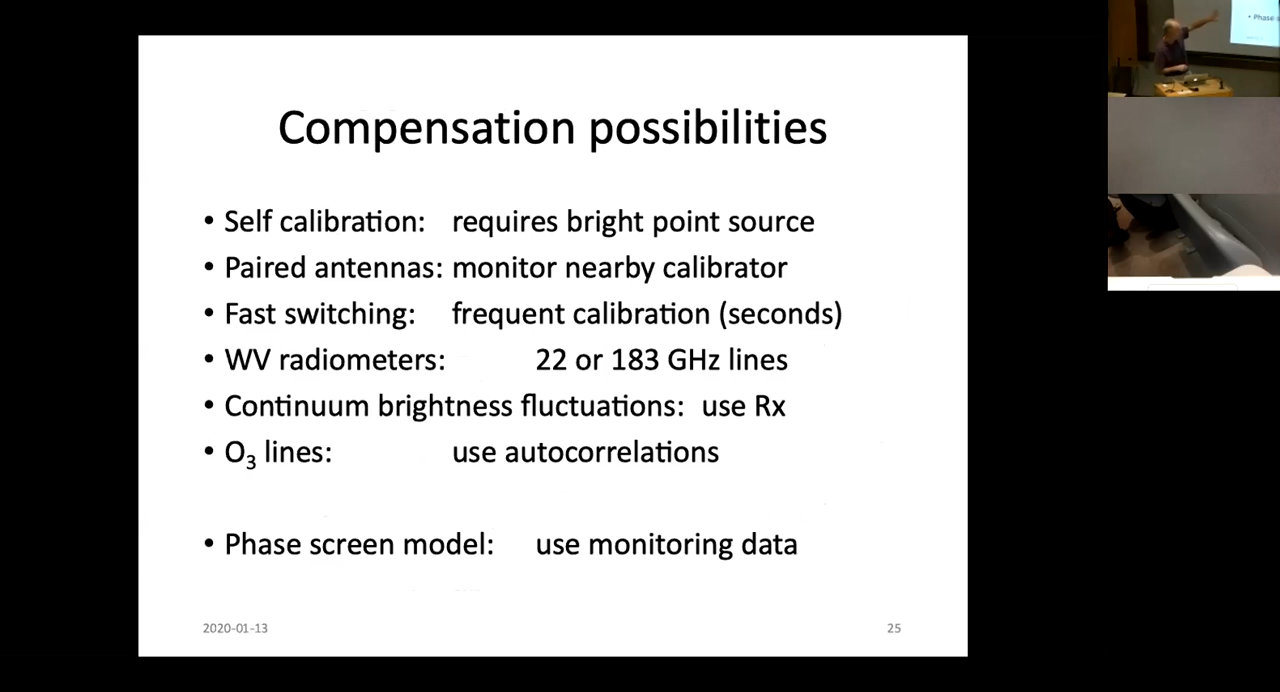 Compensation possibilities
• Self calibration: requires bright point source
• Paired antennas: monitor nearby calibrator
• Fast switching: frequent calibration (seconds)
• WV radiometers: 22 or 183 GHz lines
• Continuum brightness fluctuations: use Rx
• O₃ lines: use autocorrelations
• Phase screen model: use monitoring data
2020-01-13 25
• Phase